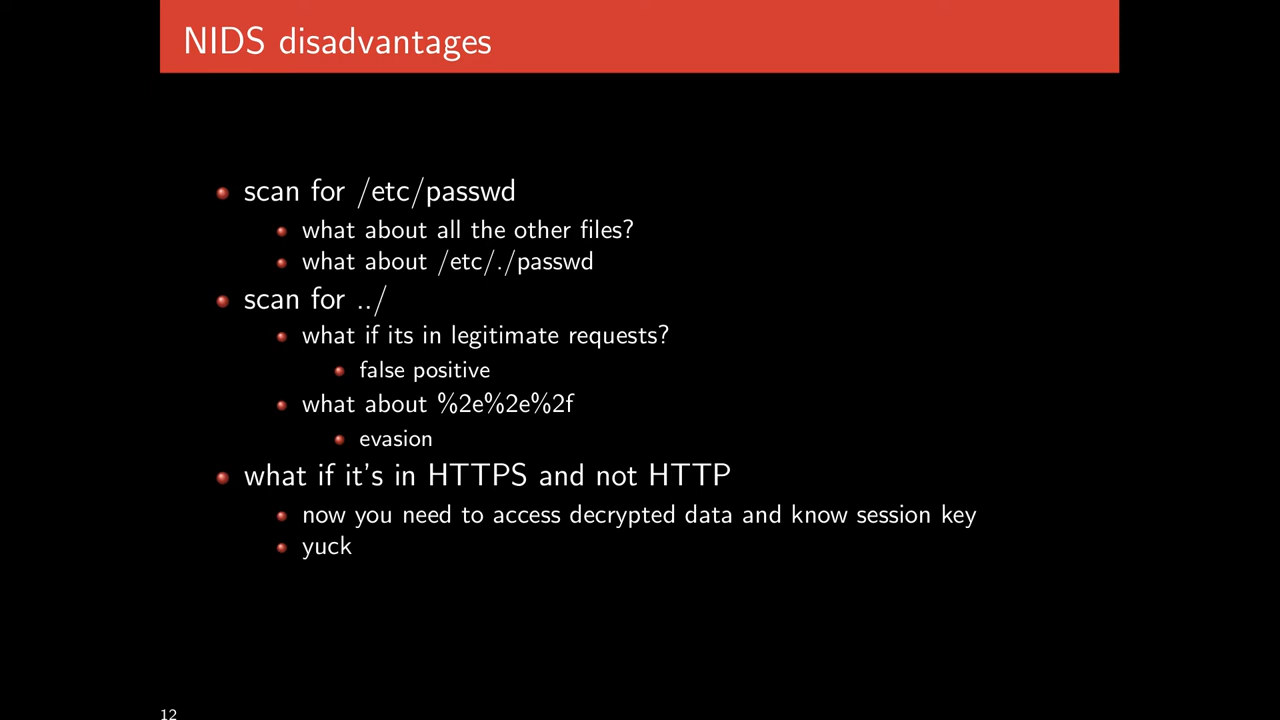 NIDS disadvantages
scan for /etc/passwd
what about all the other files?
what about /etc/./passwd
scan for ../
what if its in legitimate requests?
false positive
what about %2e%2e%2f
evasion
what if it's in HTTPS and not HTTP
now you need to access decrypted data and know session key
yuck
12